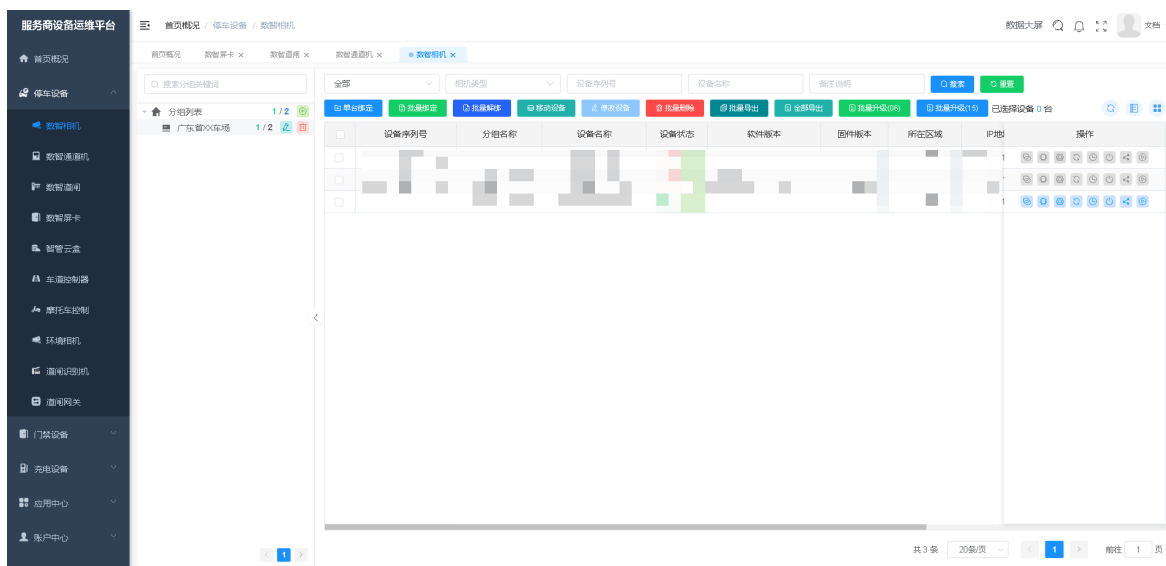 服务商设备运维平台
首页概况 / 停车设备 / 数智相机
数据大屏
文档
首页概况 数智屏卡 × 数智道闸 × 数智通道机 × 数智相机 ×
首页概况
停车设备
数智相机
数智通道机
数智道闸
数智屏卡
智管云盒
车道控制器
摩托车控制
环境相机
道闸识别机
道闸网关
门禁设备
充电设备
应用中心
账户中心
搜索分组关键词
分组列表 1 / 2
广东省XX车场 1 / 2
1
全部 相机类型 设备序列号 设备名称 备注说明 搜索 重置
单台绑定 批量绑定 批量解绑 移动设备 修改设备 批量删除 批量导出 全部导出 批量升级(06) 批量升级(15) 已选择设备 0 台
设备序列号 分组名称 设备名称 设备状态 软件版本 固件版本 所在区域 IP地 操作
共 3 条 20条/页 1 前往 1 页